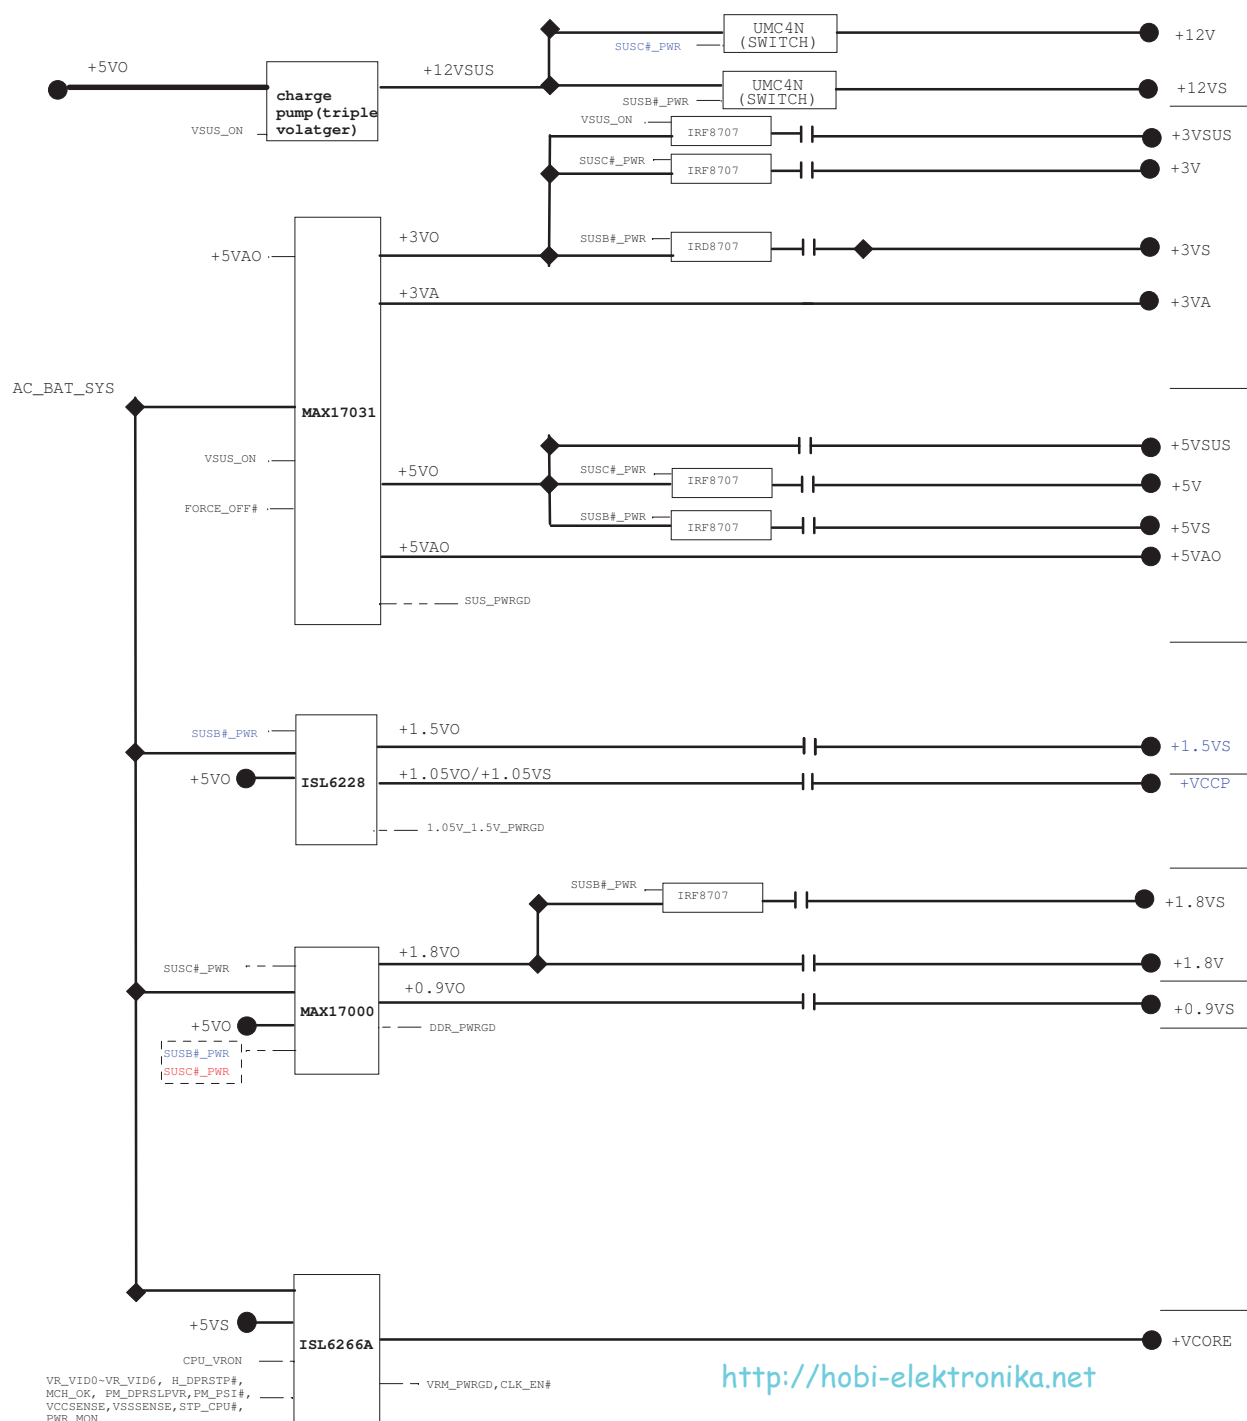 UMC4N
(SWITCH)
SUSC#_PWR
+12V
+5VO
+12VSUS
charge
pump(triple
volatger)
VSUS_ON
UMC4N
(SWITCH)
SUSB#_PWR
+12VS
VSUS_ON
IRF8707
+3VSUS
SUSC#_PWR
IRF8707
+3V
+3VO
SUSB#_PWR
IRD8707
+3VS
+5VAO
+3VA
+3VA
AC_BAT_SYS
MAX17031
+5VSUS
VSUS_ON
+5VO
SUSC#_PWR
IRF8707
+5V
FORCE_OFF#
SUSB#_PWR
IRF8707
+5VS
+5VAO
+5VAO
SUS_PWRGD
SUSB#_PWR
+1.5VO
+1.5VS
+5VO
ISL6228
+1.05VO/+1.05VS
+VCCP
1.05V_1.5V_PWRGD
SUSB#_PWR
IRF8707
+1.8VS
SUSC#_PWR
+1.8VO
+1.8V
+0.9VO
+0.9VS
MAX17000
+5VO
DDR_PWRGD
SUSB#_PWR
SUSC#_PWR
+5VS
ISL6266A
+VCORE
CPU_VRON
VR_VID0~VR_VID6, H_DPRSTP#,
MCH_OK, PM_DPRSLPVR,PM_PSI#,
VCCSENSE,VSSSENSE,STP_CPU#,
PWR_MON
VRM_PWRGD,CLK_EN#
http://hobi-elektronika.net